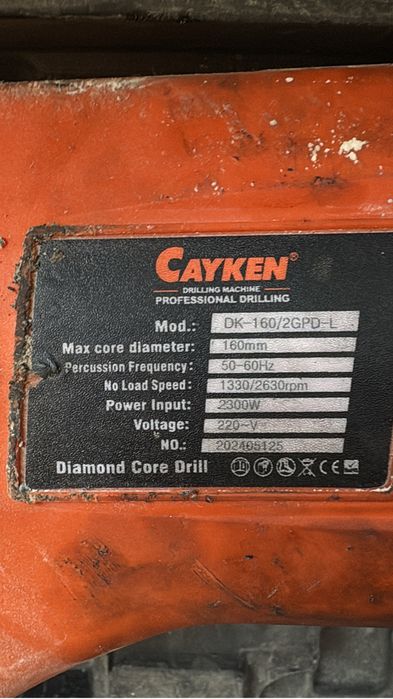 CAYKEN®
DRILLING MACHINE
PROFESSIONAL DRILLING
Mod.: DK-160/2GPD-L
Max core diameter: 160mm
Percussion Frequency: 50-60Hz
No Load Speed: 1330/2630rpm
Power Input: 2300W
Voltage: 220~V
NO.: 202405125
Diamond Core Drill CE